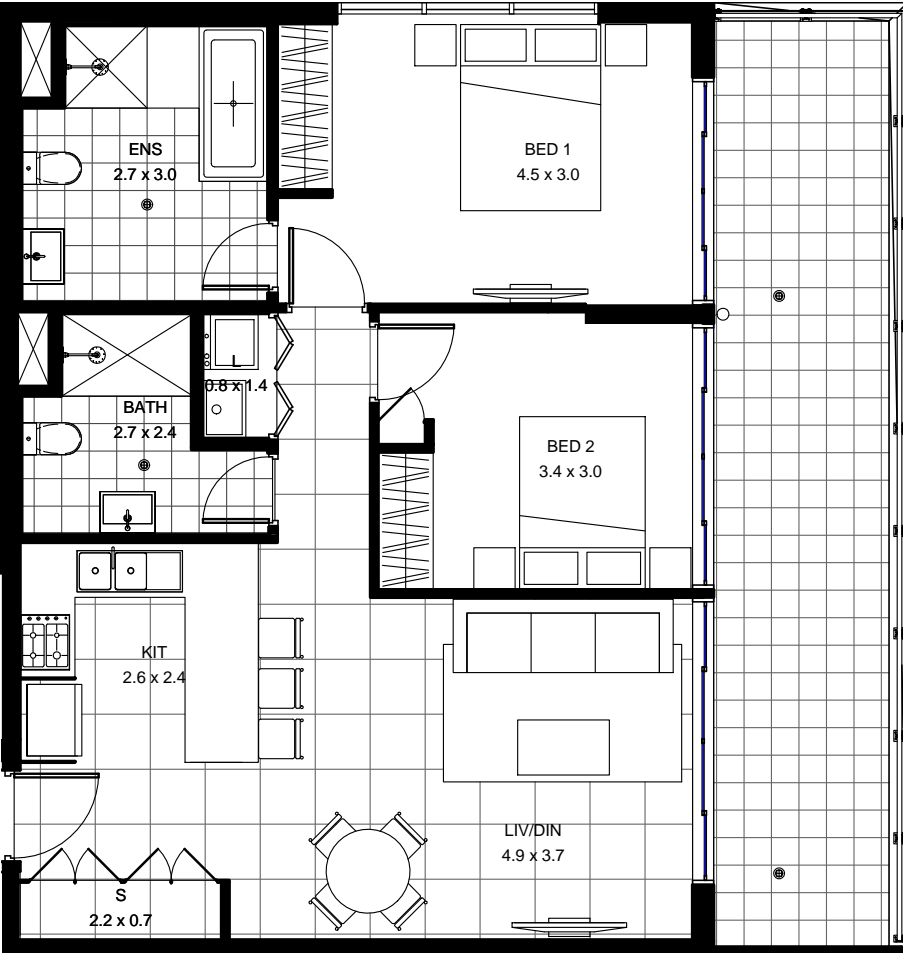 ENS
2.7 x 3.0
BED 1
4.5 x 3.0
L
0.8 x 1.4
BATH
2.7 x 2.4
BED 2
3.4 x 3.0
KIT
2.6 x 2.4
LIV/DIN
4.9 x 3.7
S
2.2 x 0.7